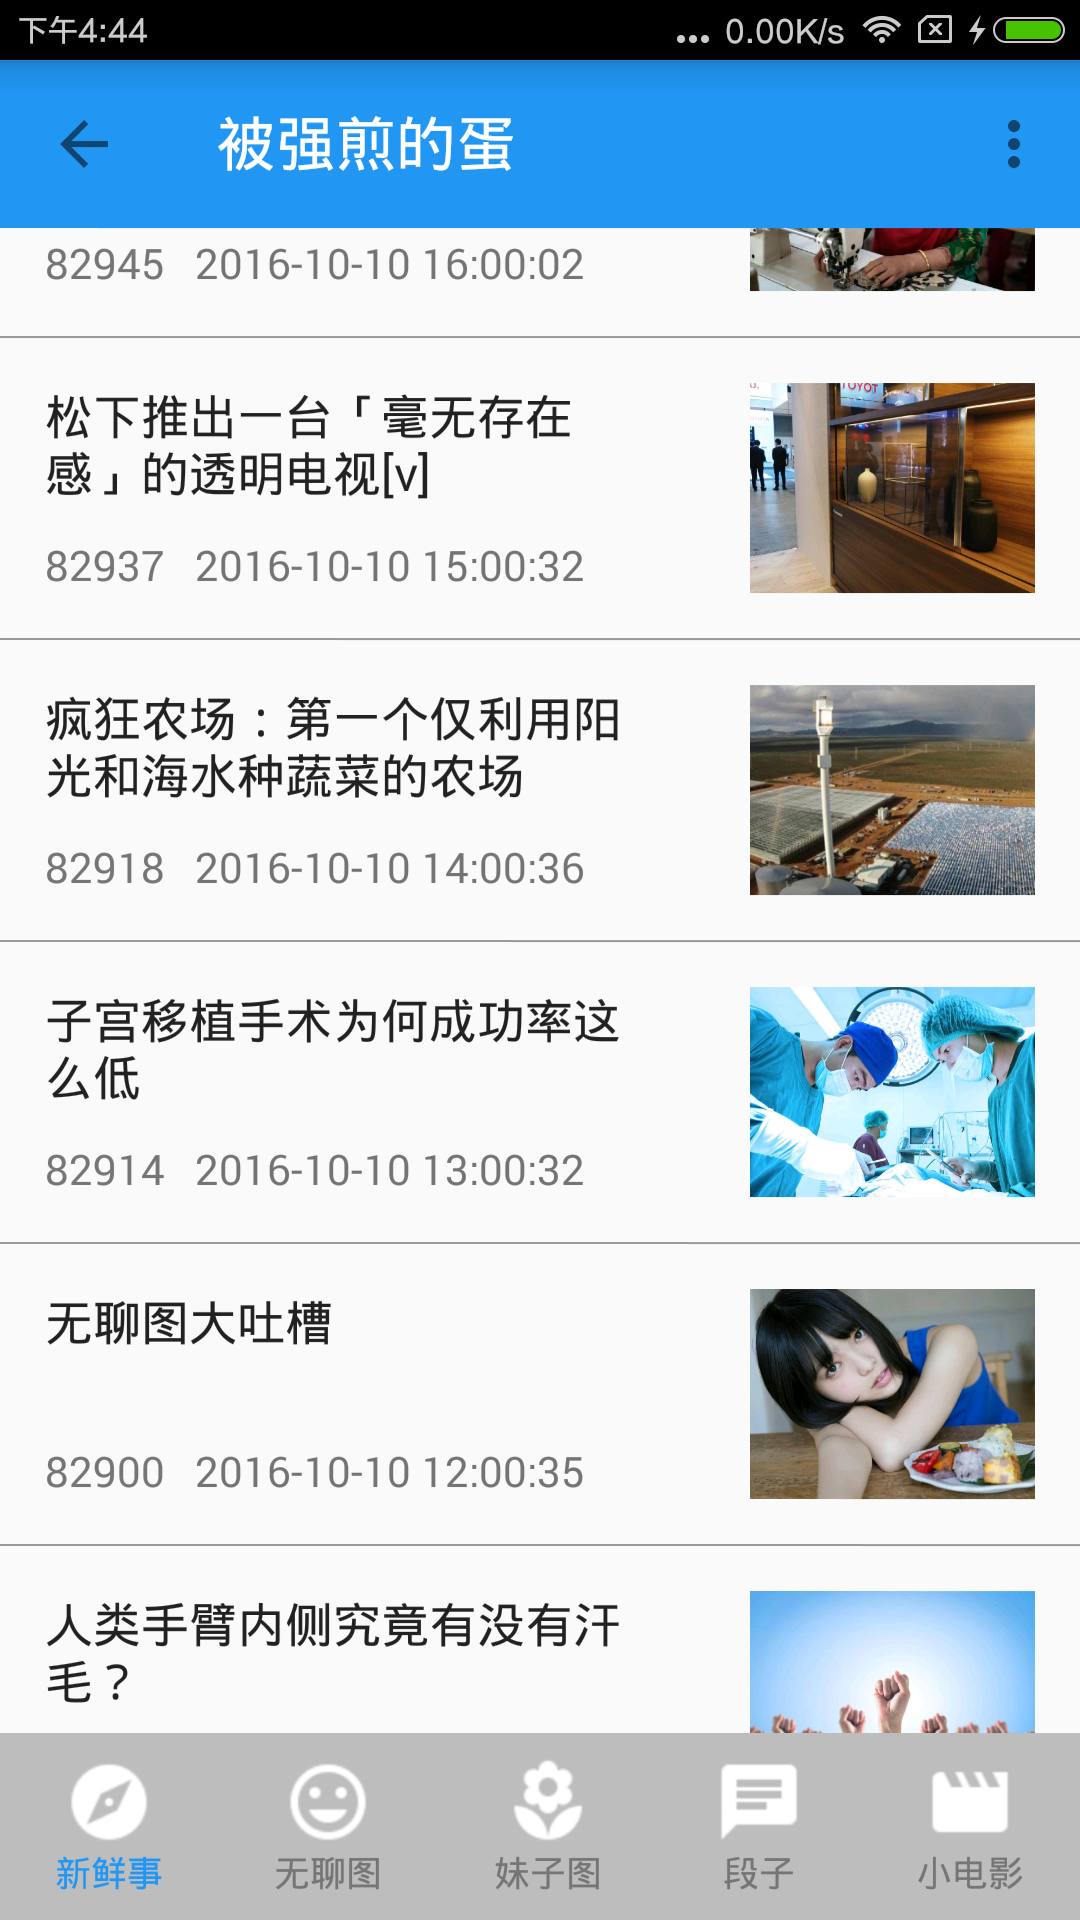 下午4:44
... 0.00K/s
被强煎的蛋
82945 2016-10-10 16:00:02
松下推出一台「毫无存在
感」的透明电视[v]
TOYOT
82937 2016-10-10 15:00:32
疯狂农场：第一个仅利用阳
光和海水种蔬菜的农场
82918 2016-10-10 14:00:36
子宫移植手术为何成功率这
么低
82914 2016-10-10 13:00:32
无聊图大吐槽
82900 2016-10-10 12:00:35
人类手臂内侧究竟有没有汗
毛？
新鲜事 无聊图 妹子图 段子 小电影